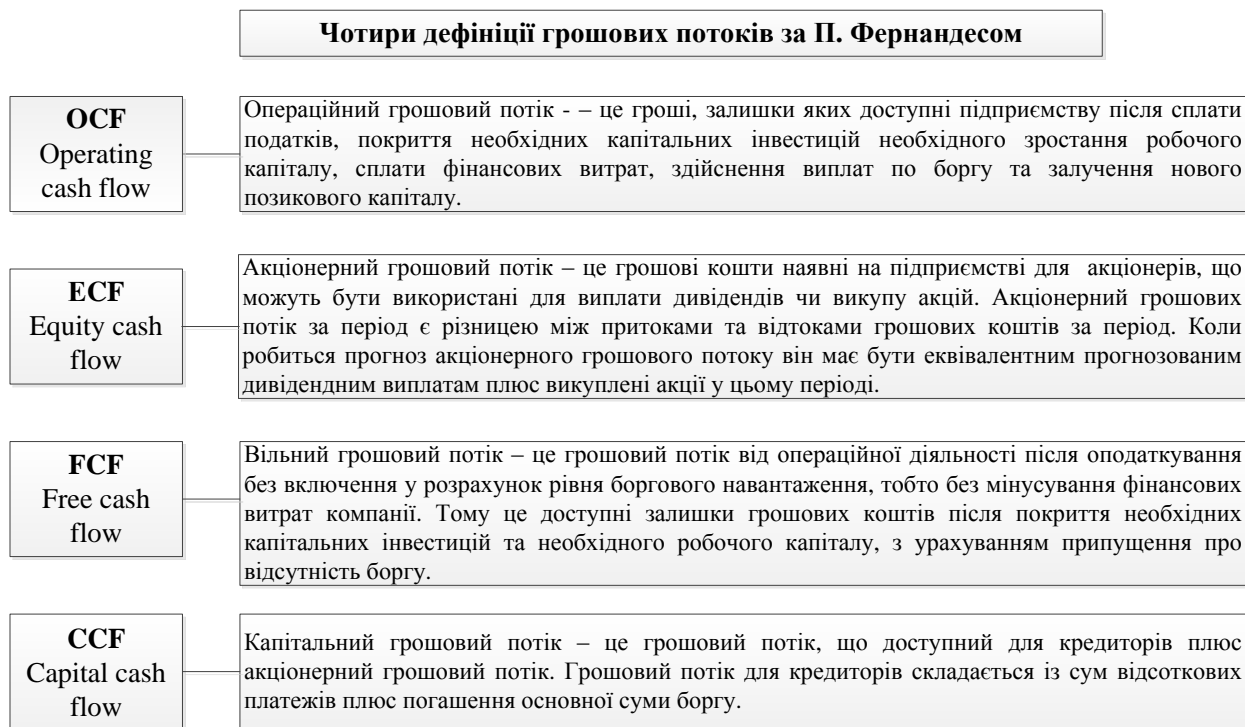 Чотири дефініції грошових потоків за П. Фернандесом
OCF
Operating
cash flow
Операційний грошовий потік - – це гроші, залишки яких доступні підприємству після сплати
податків, покриття необхідних капітальних інвестицій необхідного зростання робочого
капіталу, сплати фінансових витрат, здійснення виплат по боргу та залучення нового
позикового капіталу.
ECF
Equity cash
flow
Акціонерний грошовий потік – це грошові кошти наявні на підприємстві для акціонерів, що
можуть бути використані для виплати дивідендів чи викупу акцій. Акціонерний грошових
потік за період є різницею між притоками та відтоками грошових коштів за період. Коли
робиться прогноз акціонерного грошового потоку він має бути еквівалентним прогнозованим
дивідендним виплатам плюс викуплені акції у цьому періоді.
FCF
Free cash
flow
Вільний грошовий потік – це грошовий потік від операційної діяльності після оподаткування
без включення у розрахунок рівня боргового навантаження, тобто без мінусування фінансових
витрат компанії. Тому це доступні залишки грошових коштів після покриття необхідних
капітальних інвестицій та необхідного робочого капіталу, з урахуванням припущення про
відсутність боргу.
CCF
Capital cash
flow
Капітальний грошовий потік – це грошовий потік, що доступний для кредиторів плюс
акціонерний грошовий потік. Грошовий потік для кредиторів складається із сум відсоткових
платежів плюс погашення основної суми боргу.